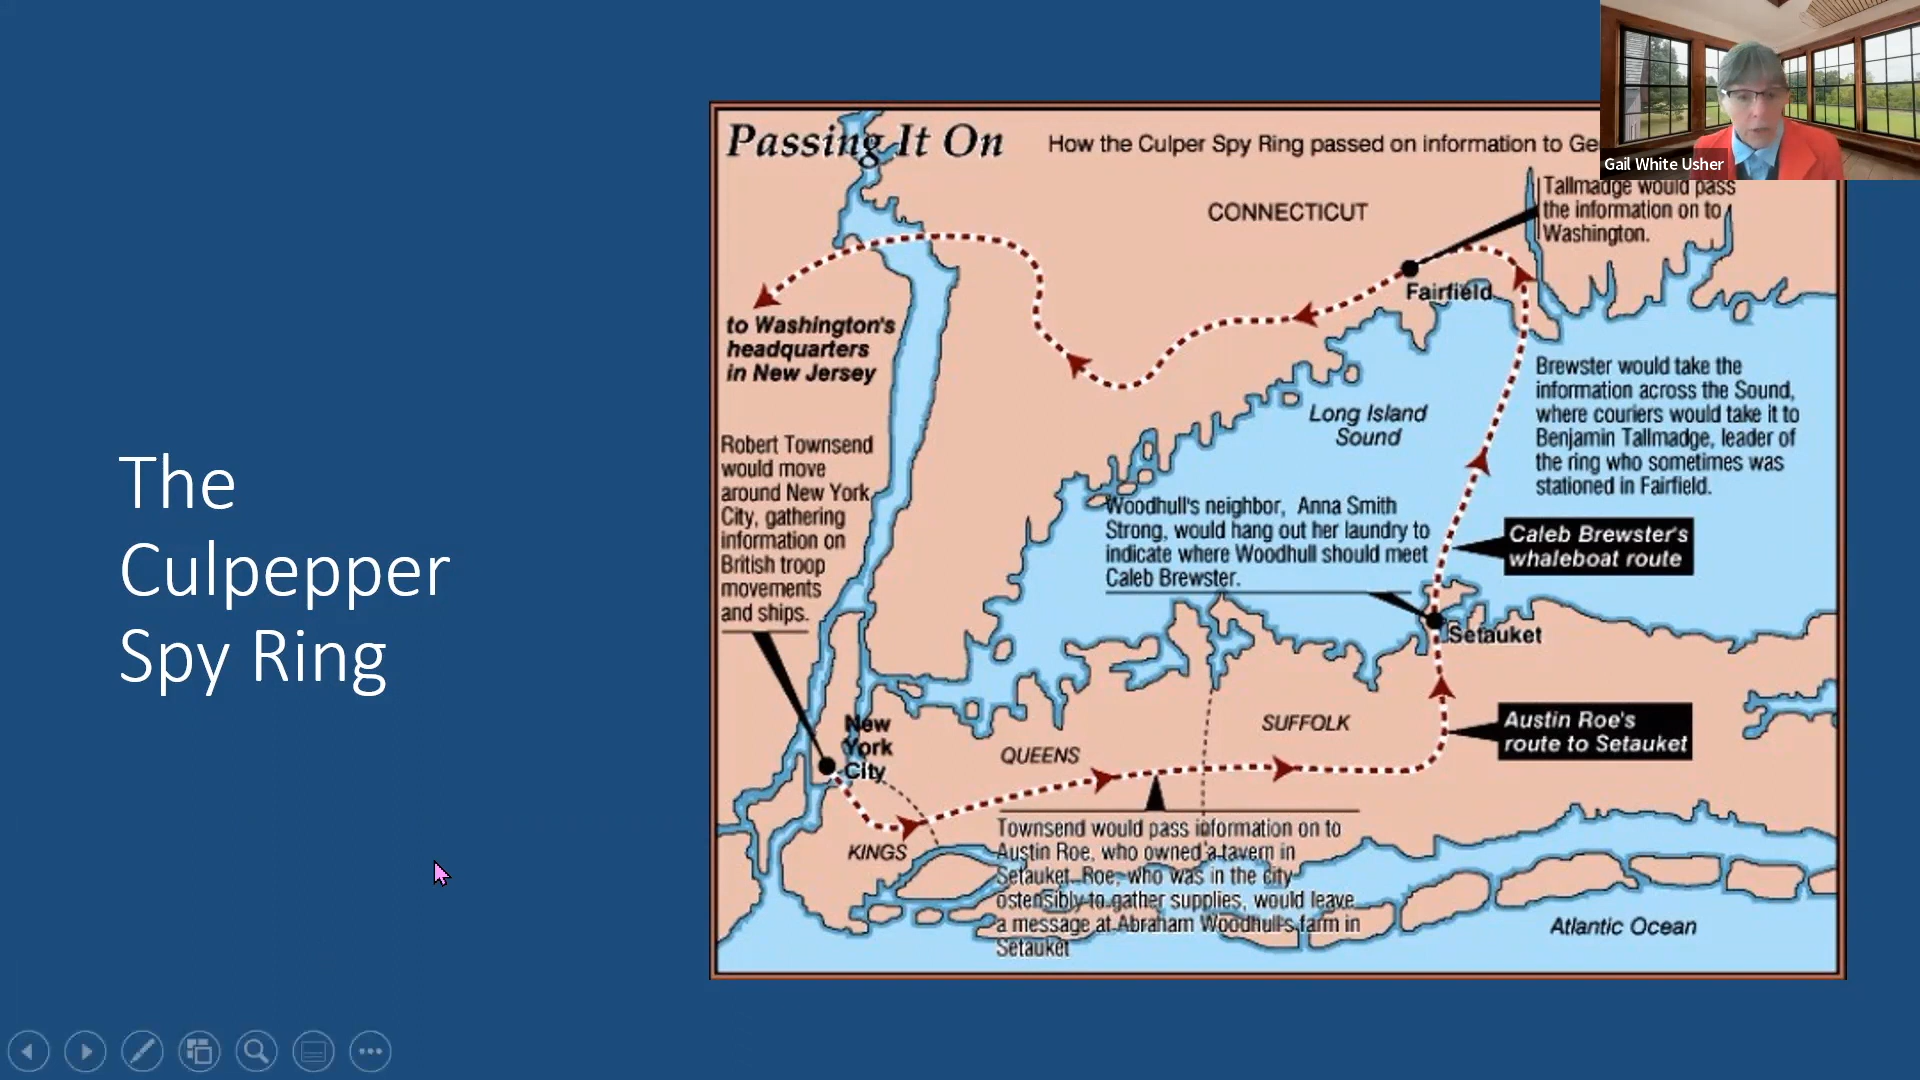 The
Culpepper
Spy Ring
Passing It On
How the Culper Spy Ring passed on information to Ge
Gail White Usher
CONNECTICUT
Tallmadge would pass
the information on to
Washington.
Fairfield
to Washington's
headquarters
in New Jersey
Brewster would take the
information across the Sound,
where couriers would take it to
Benjamin Tallmadge, leader of
the ring who sometimes was
stationed in Fairfield.
Long Island
Sound
Robert Townsend
would move
around New York
City, gathering
information on
British troop
movements
and ships.
Woodhull's neighbor, Anna Smith
Strong, would hang out her laundry to
indicate where Woodhull should meet
Caleb Brewster.
Caleb Brewster's
whaleboat route
Setauket
New
York
City
QUEENS
SUFFOLK
Austin Roe's
route to Setauket
KINGS
Townsend would pass information on to
Austin Roe, who owned a tavern in
Setauket. Roe, who was in the city
ostensibly to gather supplies, would leave
a message at Abraham Woodhull's farm in
Setauket
Atlantic Ocean